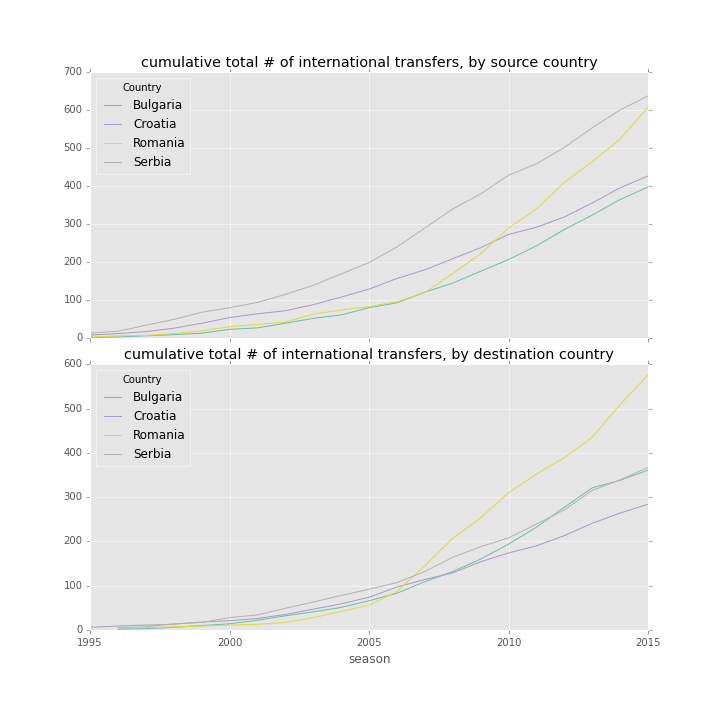 cumulative total # of international transfers, by source country
700
600
500
400
300
200
100
0
Country
Bulgaria
Croatia
Romania
Serbia
cumulative total # of international transfers, by destination country
600
500
400
300
200
100
0
Country
Bulgaria
Croatia
Romania
Serbia
1995 2000 2005 2010 2015
season